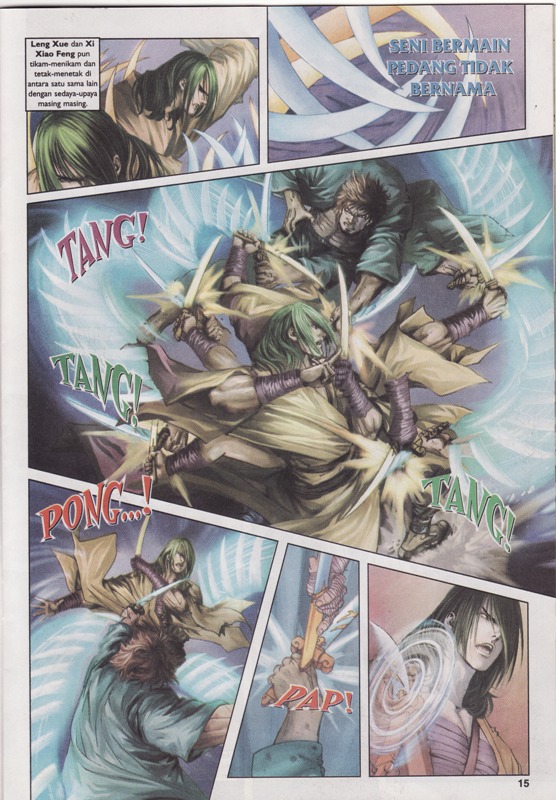 Leng Xue dan Xi
Xiao Feng pun
tikam-menikam dan
tetak-menetak di
antara satu sama lain
dengan sedaya-upaya
masing masing.
SENI BERMAIN
PEDANG TIDAK
BERNAMA
TANG!
TANG!
TANG!
PONG...!
PAP!
15